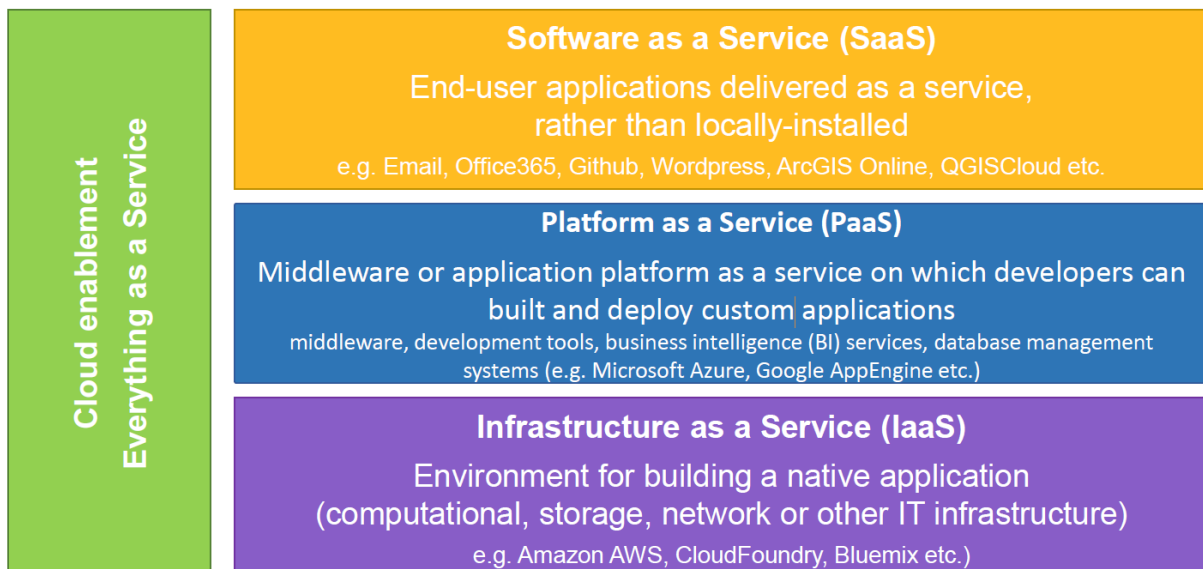 Cloud enablement
Everything as a Service
Software as a Service (SaaS)
End-user applications delivered as a service,
rather than locally-installed
e.g. Email, Office365, Github, Wordpress, ArcGIS Online, QGISCloud etc.
Platform as a Service (PaaS)
Middleware or application platform as a service on which developers can
built and deploy custom applications
middleware, development tools, business intelligence (BI) services, database management
systems (e.g. Microsoft Azure, Google AppEngine etc.)
Infrastructure as a Service (IaaS)
Environment for building a native application
(computational, storage, network or other IT infrastructure)
e.g. Amazon AWS, CloudFoundry, Bluemix etc.)